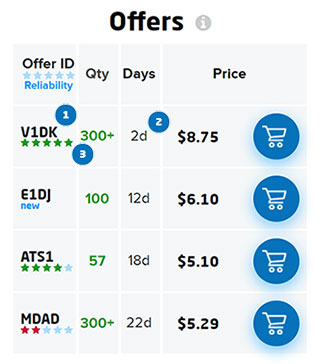 Offers i
Offer ID Qty Days Price
Reliability
1 2
V1DK 300+ 2d $8.75
3
E1DJ 100 12d $6.10
new
ATS1 57 18d $5.10
MDAD 300+ 22d $5.29